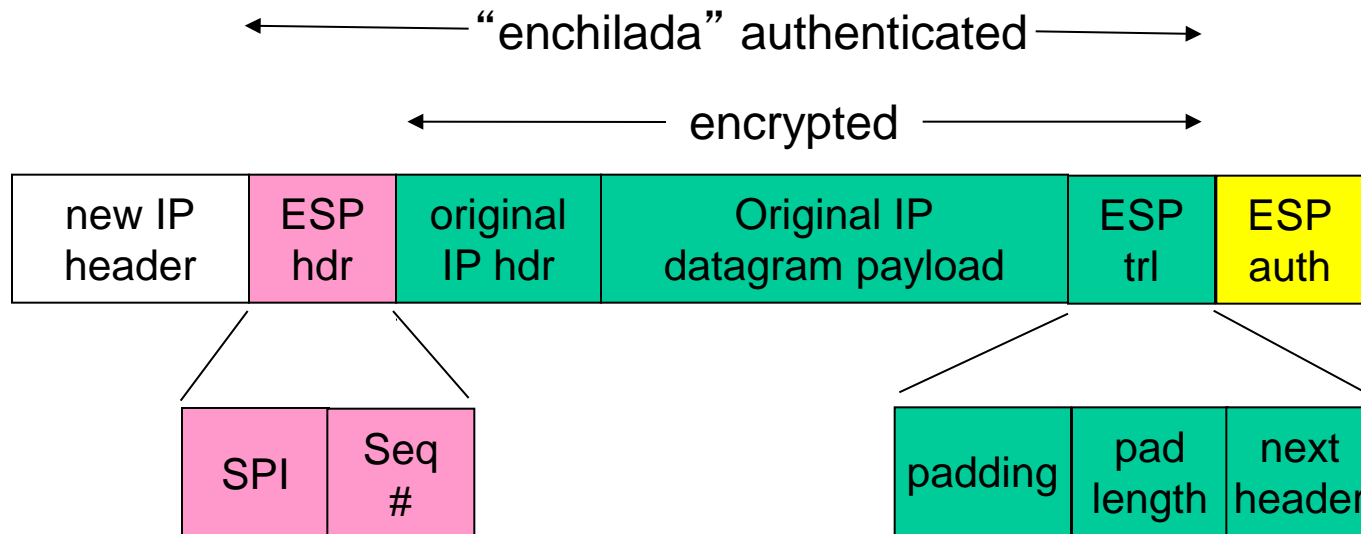 “enchilada” authenticated
encrypted
new IP
header
ESP
hdr
original
IP hdr
Original IP
datagram payload
ESP
trl
ESP
auth
SPI
Seq
#
padding
pad
length
next
header